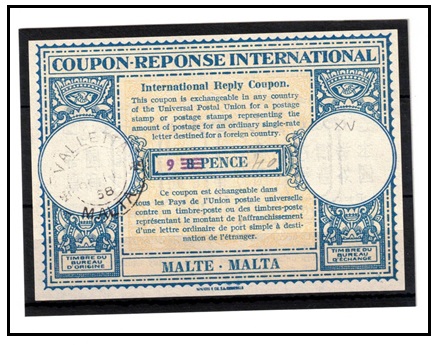 COUPON-REPONSE INTERNATIONAL
International Reply Coupon.
This coupon is exchangeable in any country
of the Universal Postal Union for a postage
stamp or postage stamps representing the
amount of postage for an ordinary single-rate
letter destined for a foreign country.
VALLETTA
58
MALTA
XV
9 8 PENCE
Ce coupon est échangeable dans
tous les Pays de l'Union postale universelle
contre un timbre-poste ou des timbres-poste
représentant le montant de l'affranchissement
d'une lettre ordinaire de port simple à desti-
nation de l'étranger.
TIMBRE DU
BUREAU
D'ORIGINE
TIMBRE DU
BUREAU
D'ÉCHANGE
MALTE - MALTA